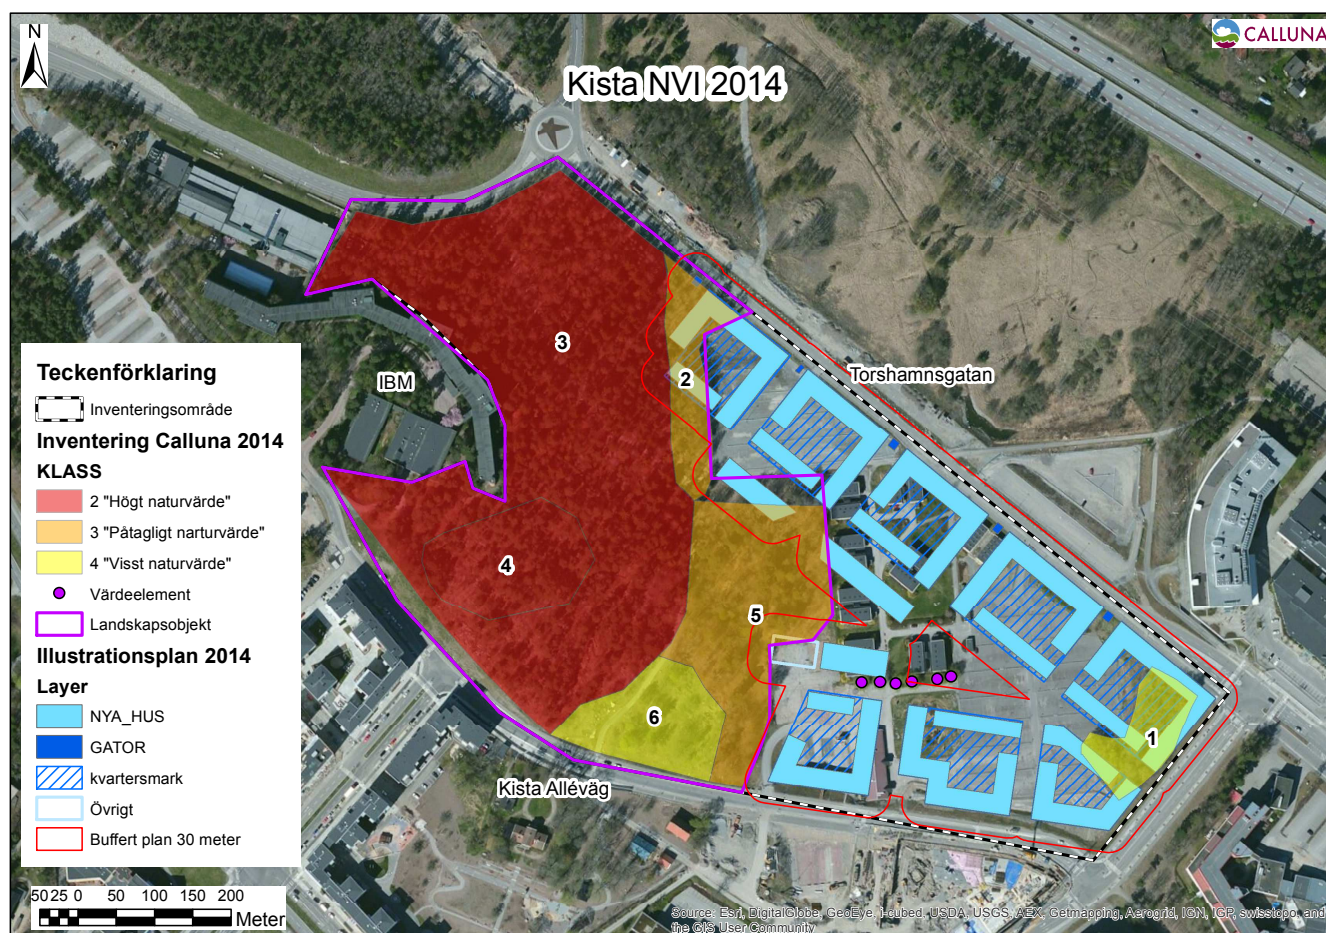 N
CALLUNA
Kista NVI 2014
3
2
Torshamnsgatan
IBM
4
5
6
1
Kista Alléväg
Teckenförklaring
Inventeringsområde
Inventering Calluna 2014
KLASS
2 "Högt naturvärde"
3 "Påtagligt narturvärde"
4 "Visst naturvärde"
Värdeelement
Landskapsobjekt
Illustrationsplan 2014
Layer
NYA_HUS
GATOR
kvartersmark
Övrigt
Buffert plan 30 meter
50 25 0 50 100 150 200
Meter
Source: Esri, DigitalGlobe, GeoEye, i-cubed, USDA, USGS, AEX, Getmapping, Aerogrid, IGN, IGP, swisstopo, and
the GIS User Community